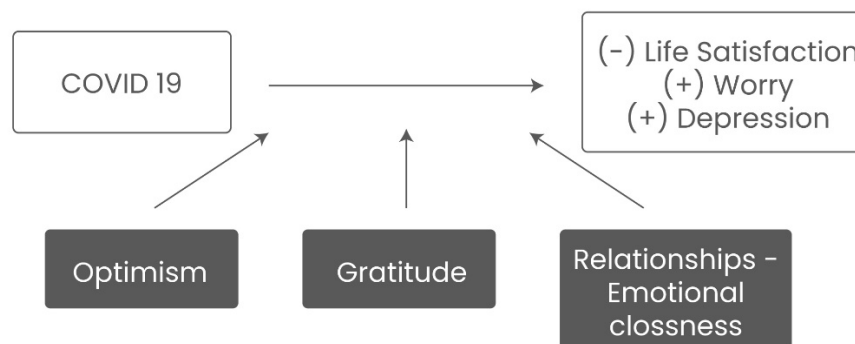 COVID 19
(-) Life Satisfaction
(+) Worry
(+) Depression
Optimism
Gratitude
Relationships -
Emotional
clossness